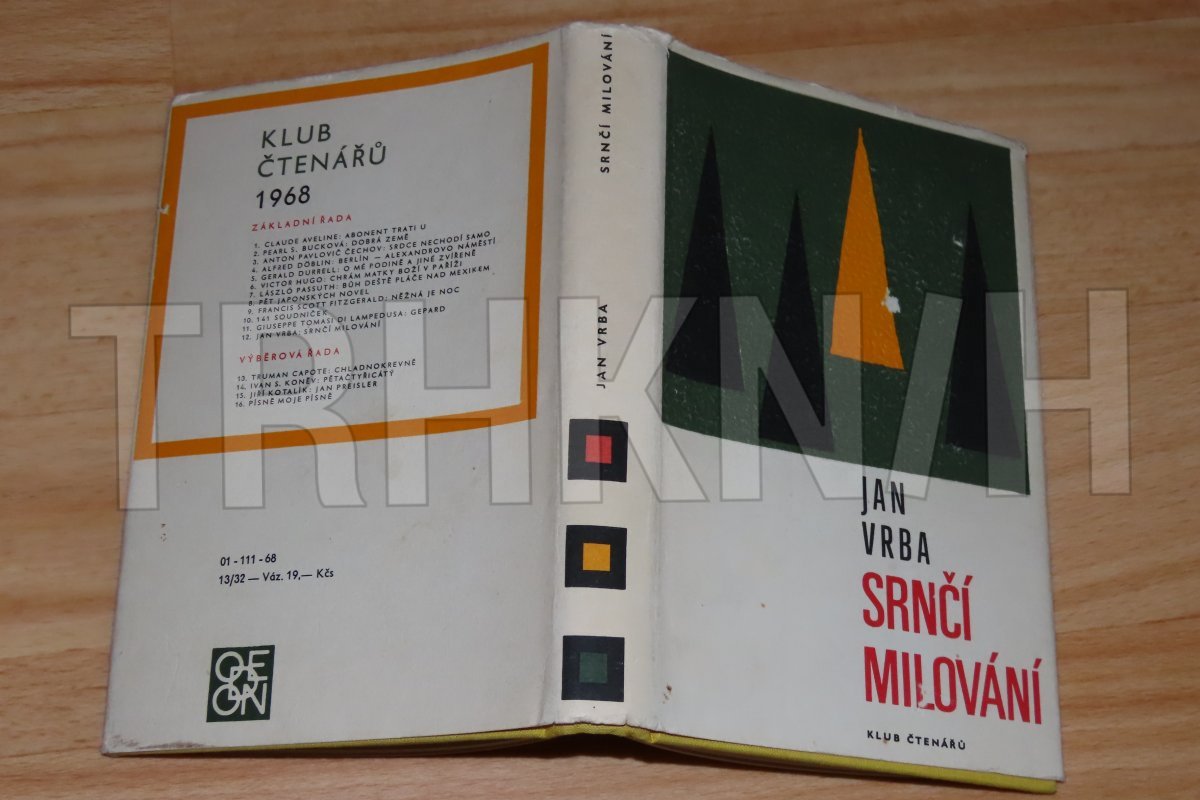 KLUB
ČTENÁŘŮ
1968
ZÁKLADNÍ ŘADA
1. CLAUDE AVELINE: ABONENT TRATI U
2. PEARL S. BUCKOVÁ: DOBRÁ ZEMĚ
3. ANTON PAVLOVIČ ČECHOV: SRDCE NECHODÍ SAMO
4. ALFRED DÖBLIN: BERLÍN — ALEXANDROVO NÁMĚSTÍ
5. GERALD DURRELL: O MÉ RODINĚ A JINÉ ZVÍŘENĚ
6. VICTOR HUGO: CHRÁM MATKY BOŽÍ V PAŘÍŽI
7. LÁSZLÓ PASSUTH: BŮH DEŠTĚ PLÁČE NAD MEXIKEM
8. PĚT JAPONSKÝCH NOVEL
9. FRANCIS SCOTT FITZGERALD: NĚŽNÁ JE NOC
10. 141 SOUDNIČEK
11. GIUSEPPE TOMASI DI LAMPEDUSA: GEPARD
12. JAN VRBA: SRNČÍ MILOVÁNÍ
VÝBĚROVÁ ŘADA
13. TRUMAN CAPOTE: CHLADNOKREVNĚ
14. IVAN S. KONĚV: PĚTAČTYŘICÁTÝ
15. JIŘÍ KOTALÍK: JAN PREISLER
16. PÍSNĚ MOJE PÍSNĚ
01 - 111 - 68
13/32 — Váz. 19,— Kčs
ODEON
SRNČÍ MILOVÁNÍ
JAN VRBA
JAN
VRBA
SRNČÍ
MILOVÁNÍ
KLUB ČTENÁŘŮ
TRHKNIH